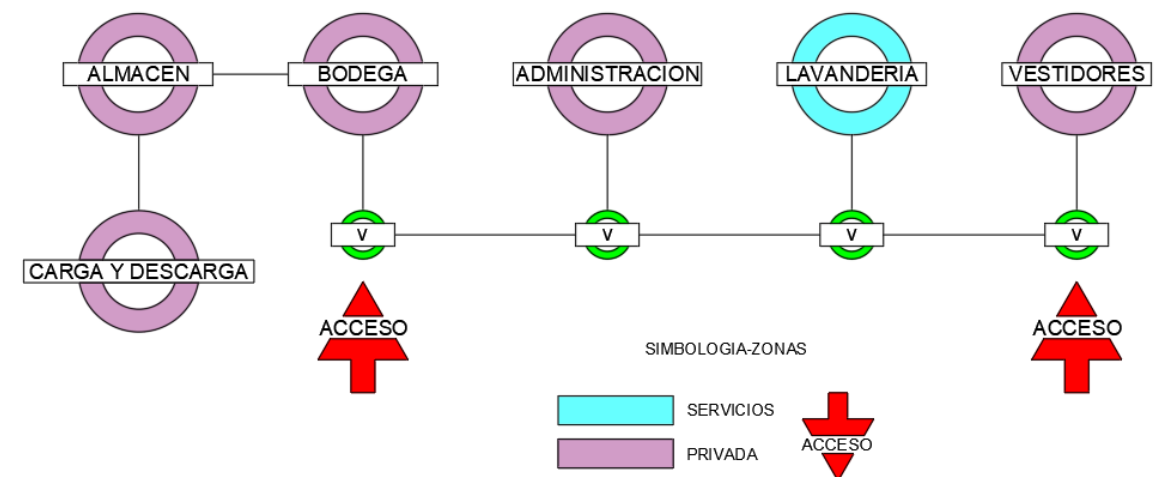 ALMACEN
BODEGA
ADMINISTRACION
LAVANDERIA
VESTIDORES
V
V
V
V
CARGA Y DESCARGA
ACCESO
ACCESO
SIMBOLOGIA-ZONAS
SERVICIOS
PRIVADA
ACCESO